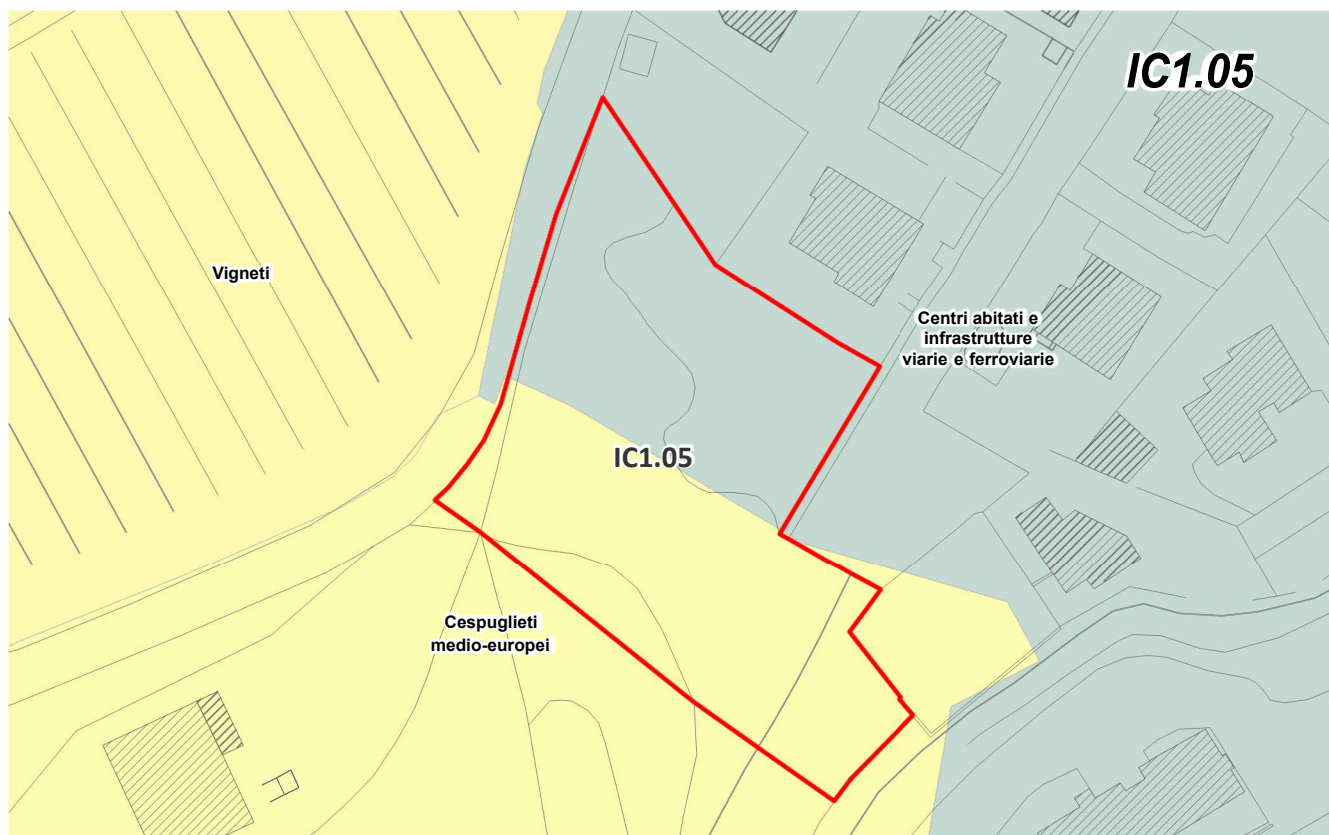 IC1.05
Vigneti
Centri abitati e
infrastrutture
viarie e ferroviarie
IC1.05
Cespuglieti
medio-europei